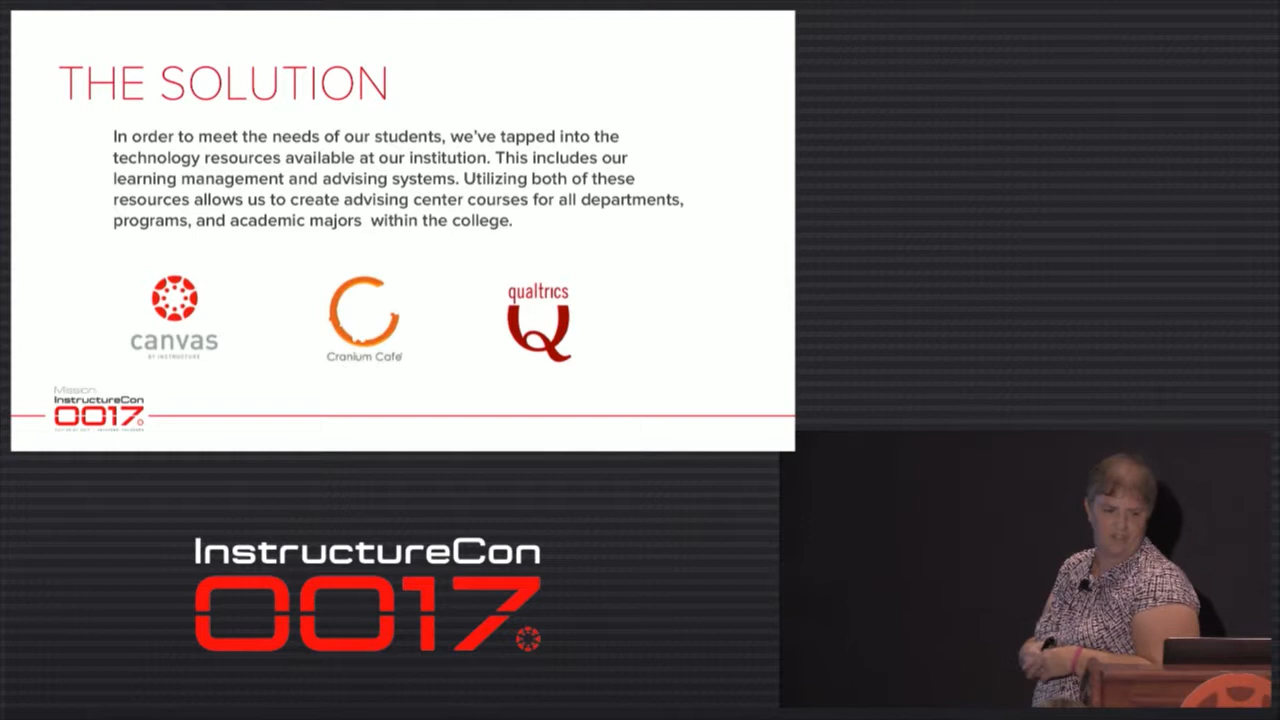 THE SOLUTION
In order to meet the needs of our students, we've tapped into the
technology resources available at our institution. This includes our
learning management and advising systems. Utilizing both of these
resources allows us to create advising center courses for all departments,
programs, and academic majors within the college.
canvas
BY INSTRUCTURE
Cranium Café
qualtrics
Mission:
InstructureCon
0017
InstructureCon
0017